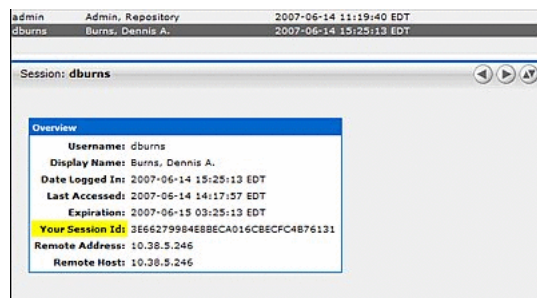 admin Admin, Repository 2007-06-14 11:19:40 EDT
dburns Burns, Dennis A. 2007-06-14 15:25:13 EDT
Session: dburns
Overview
Username: dburns
Display Name: Burns, Dennis A.
Date Logged In: 2007-06-14 15:25:13 EDT
Last Accessed: 2007-06-14 14:17:57 EDT
Expiration: 2007-06-15 03:25:13 EDT
Your Session Id: 3E66279984E8BECA016CBECFC4B76131
Remote Address: 10.38.5.246
Remote Host: 10.38.5.246